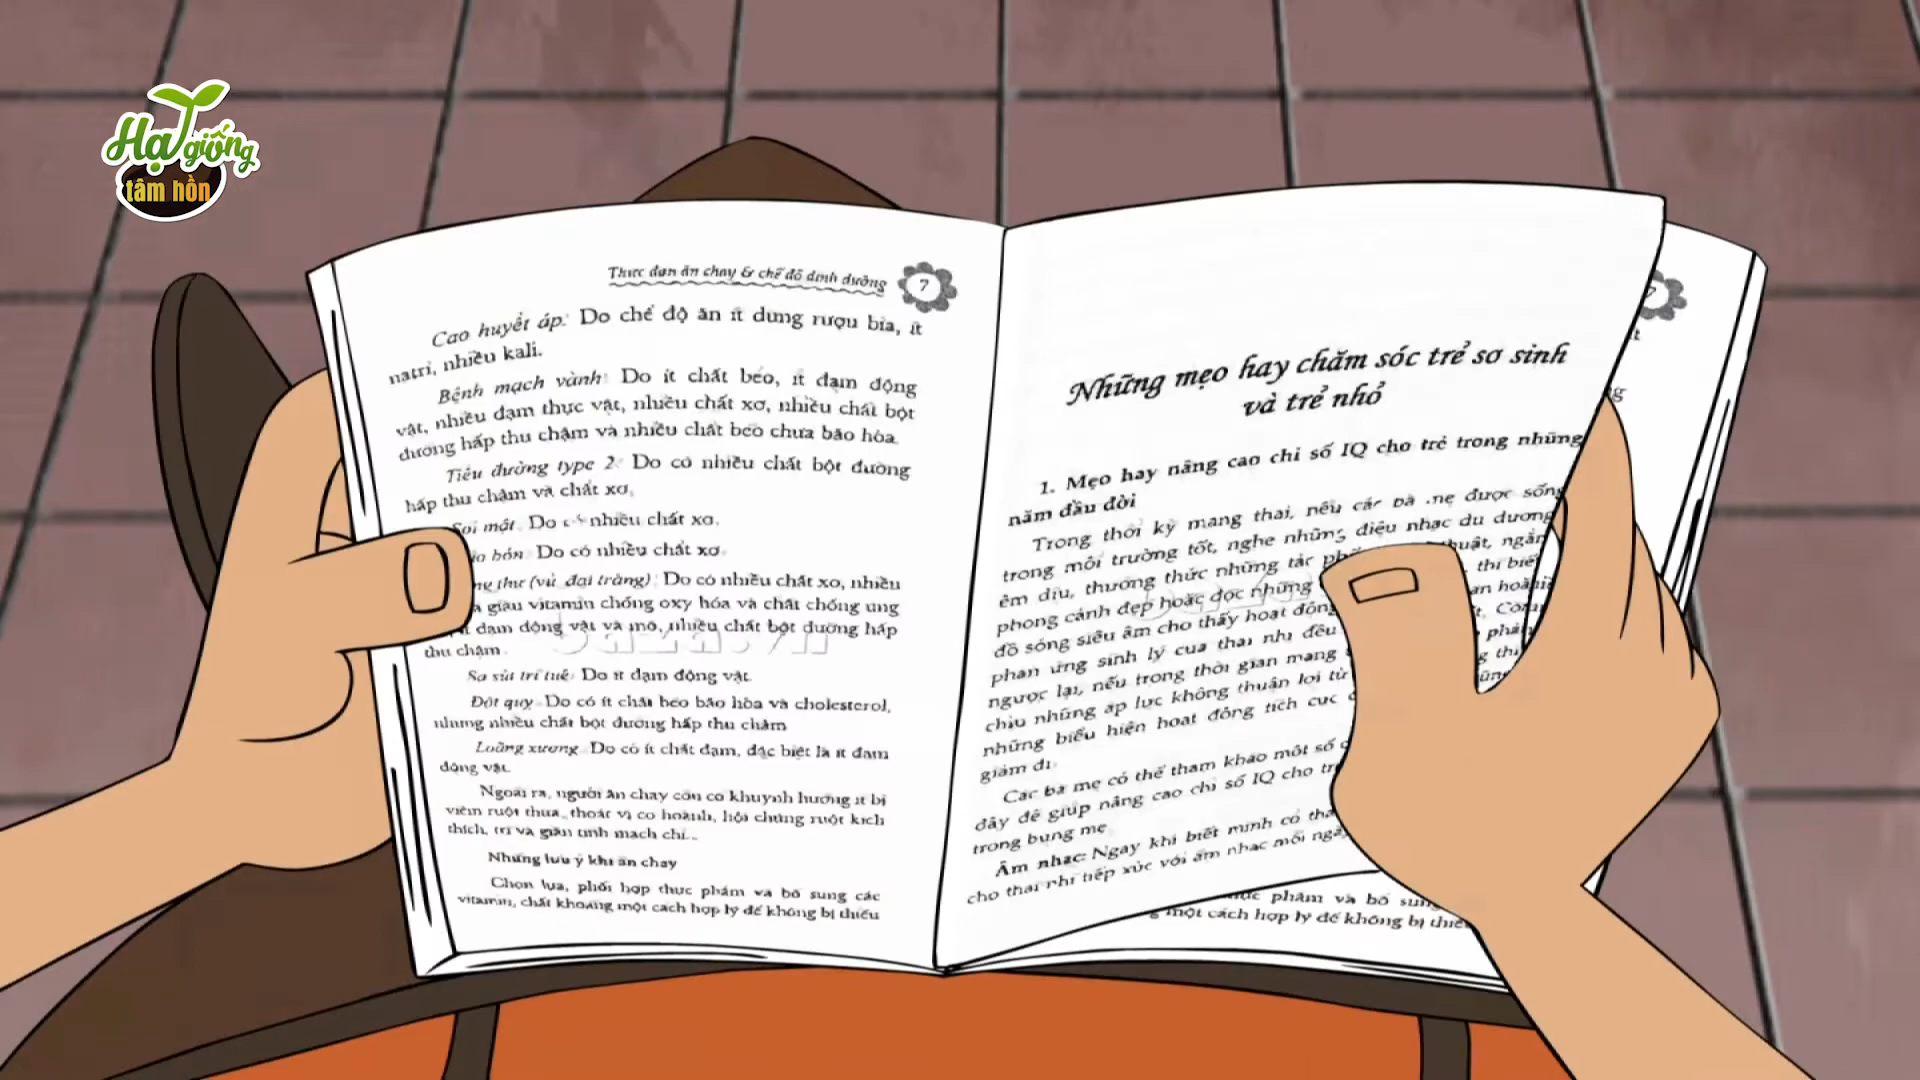 Hạt giống
tâm hồn
Thực đơn ăn chay & chế độ dinh dưỡng
7
Cao huyết áp: Do chế độ ăn ít dùng rượu bia, ít
natri, nhiều kali.
Bệnh mạch vành: Do ít chất béo, ít đạm động
vật, nhiều đạm thực vật, nhiều chất xơ, nhiều chất bột
đường hấp thu chậm và nhiều chất béo chưa bão hòa.
Tiểu đường type 2: Do có nhiều chất bột đường
hấp thu chậm và chất xơ.
Sỏi mật: Do có nhiều chất xơ.
bón: Do có nhiều chất xơ
thư (vú, đại tràng): Do có nhiều chất xơ, nhiều
giàu vitamin chống oxy hóa và chất chống ung
đạm động vật và mỡ, nhiều chất bột đường hấp
thu chậm.
Sa sút trí tuệ: Do ít đạm động vật.
Đột quỵ: Do có ít chất béo bão hòa và cholesterol,
nhưng nhiều chất bột đường hấp thu chậm
Loãng xương: Do có ít chất đạm, đặc biệt là ít đạm
động vật.
Ngoài ra, người ăn chay còn có khuynh hướng ít bị
viêm ruột thừa, thoát vị cơ hoành, hội chứng ruột kích
thích, trĩ và giãn tĩnh mạch chi...
Những lưu ý khi ăn chay
Chọn lựa, phối hợp thực phẩm và bổ sung các
vitamin, chất khoáng một cách hợp lý để không bị thiếu
Những mẹo hay chăm sóc trẻ sơ sinh
và trẻ nhỏ
1. Mẹo hay nâng cao chỉ số IQ cho trẻ trong những
năm đầu đời
Trong thời kỳ mang thai, nếu các bà mẹ được sống
trong môi trường tốt, nghe những điệu nhạc du dương
êm dịu, thưởng thức những tác thuật, ngắm
phong cảnh đẹp hoặc đọc những thì biết
đồ sóng siêu âm cho thấy hoạt động
phản ứng sinh lý của thai nhi đều
ngược lại, nếu trong thời gian mang
chịu những áp lực không thuận lợi từ
những biểu hiện hoạt động tích cực
giảm đi.
Các bà mẹ có thể tham khảo một số
đây để giúp nâng cao chỉ số IQ cho
trong bụng mẹ.
Âm nhạc: Ngay khi biết mình có
cho thai nhi tiếp xúc với âm nhạc mỗi
phẩm và bổ sung
một cách hợp lý để không bị